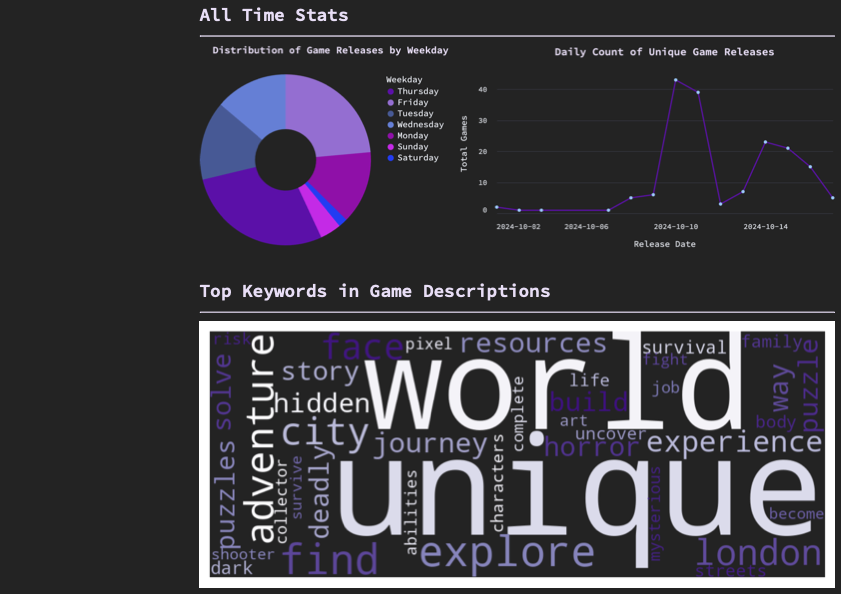 All Time Stats
Distribution of Game Releases by Weekday
Weekday
Thursday
Friday
Tuesday
Wednesday
Monday
Sunday
Saturday
Daily Count of Unique Game Releases
Total Games
40
30
20
10
0
2024-10-02 2024-10-06 2024-10-10 2024-10-14
Release Date
Top Keywords in Game Descriptions
risk
face
pixel
resources
survival
family
fight
story
life
job
way
puzzle
solve
adventure
hidden
world
complete
build
art
body
city
journey
uncover
horror
experience
puzzles
collector
survive
deadly
unique
abilities
characters
mysterious
become
shooter
dark
find
explore
london
streets